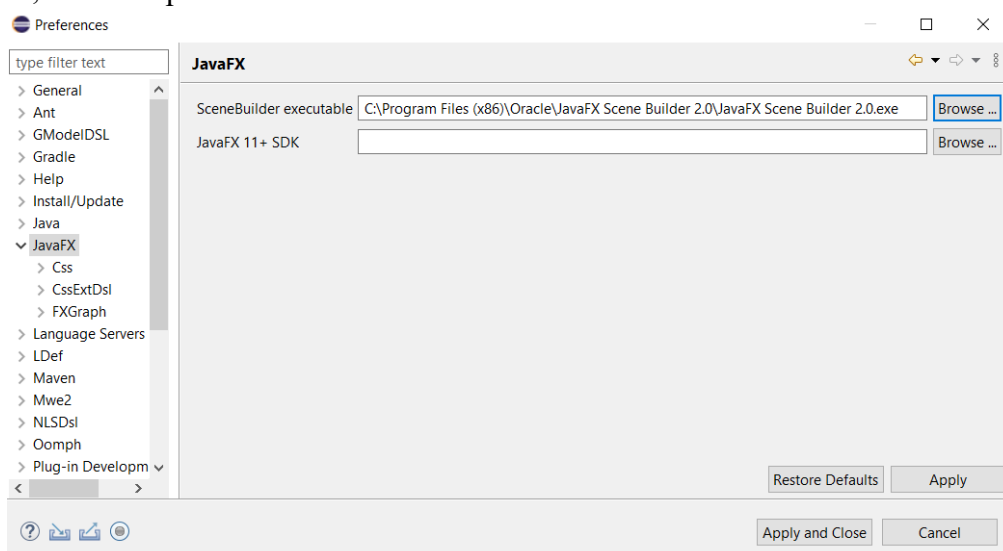 Preferences
type filter text
JavaFX
General
Ant
GModelDSL
Gradle
Help
Install/Update
Java
JavaFX
Css
CssExtDsl
FXGraph
Language Servers
LDef
Maven
Mwe2
NLSDsl
Oomph
Plug-in Developm
SceneBuilder executable C:\Program Files (x86)\Oracle\JavaFX Scene Builder 2.0\JavaFX Scene Builder 2.0.exe Browse ...
JavaFX 11+ SDK Browse ...
Restore Defaults Apply
Apply and Close Cancel